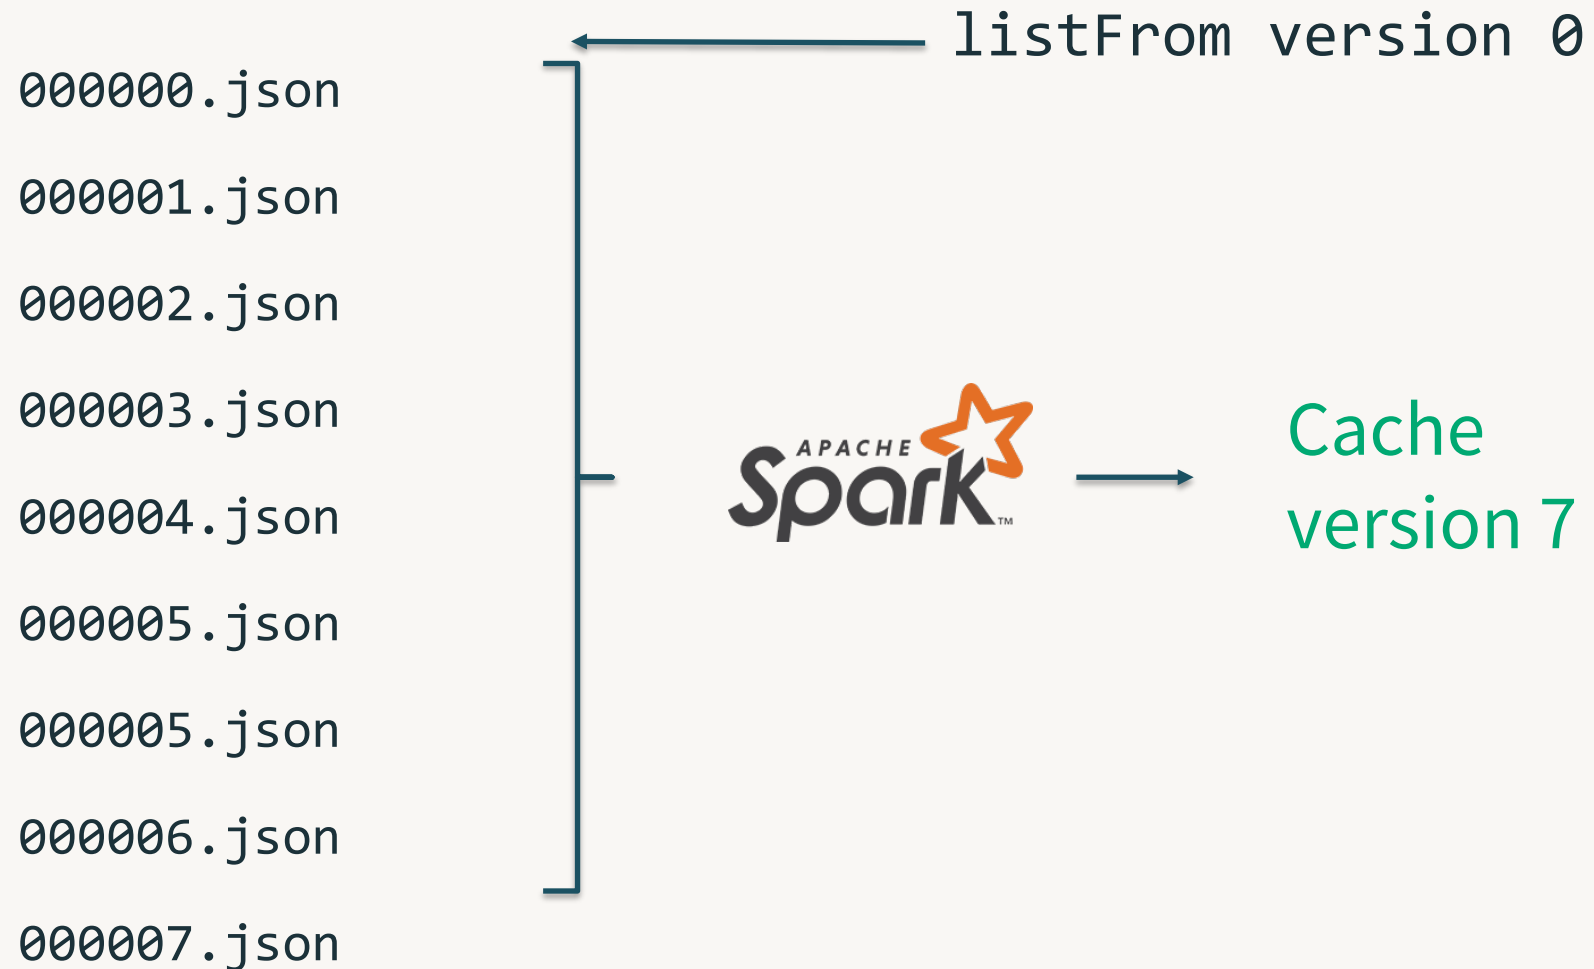 listFrom version 0
000000.json
000001.json
000002.json
000003.json
000004.json
000005.json
000005.json
000006.json
000007.json
APACHE
Spark™
Cache
version 7